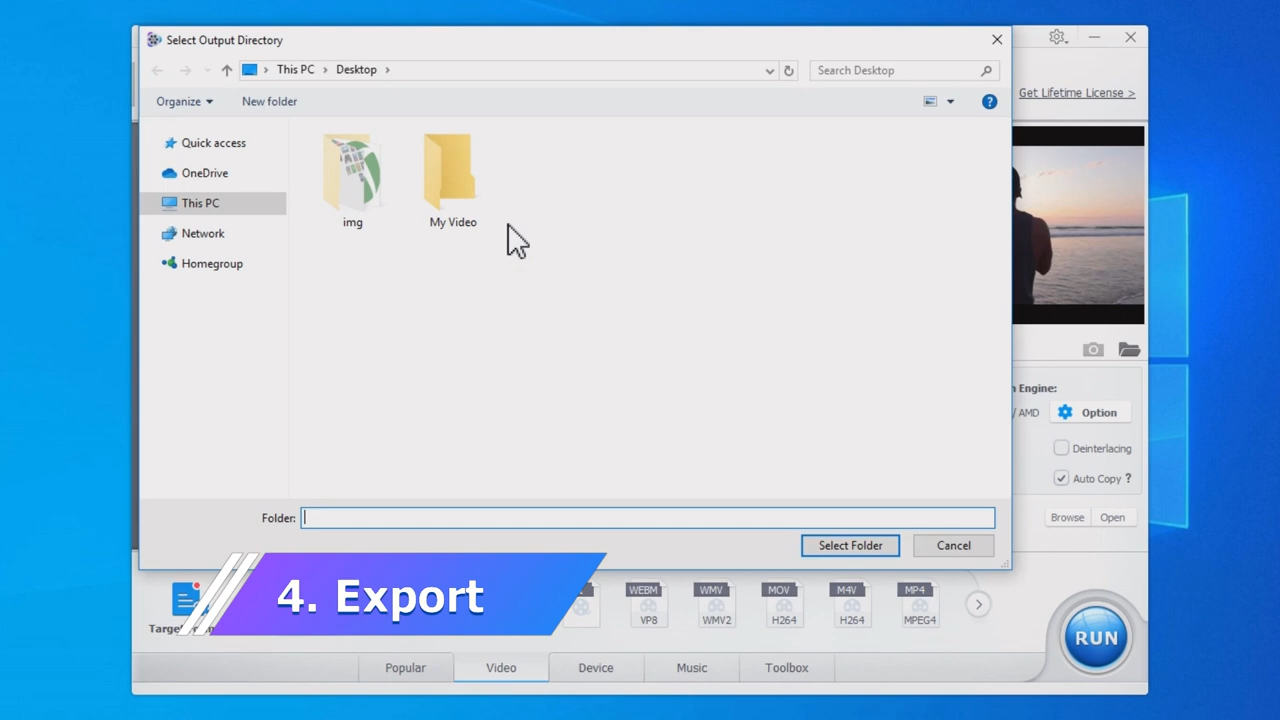 Select Output Directory
This PC
Desktop
Search Desktop
Get Lifetime License >
Organize
New folder
Quick access
OneDrive
This PC
Network
Homegroup
img
My Video
Engine:
/ AMD
Option
Deinterlacing
Auto Copy ?
Folder:
Browse
Open
Select Folder
Cancel
4. Export
WEBM
VP8
WMV
WMV2
MOV
H264
M4V
H264
MP4
MPEG4
RUN
Popular
Video
Device
Music
Toolbox